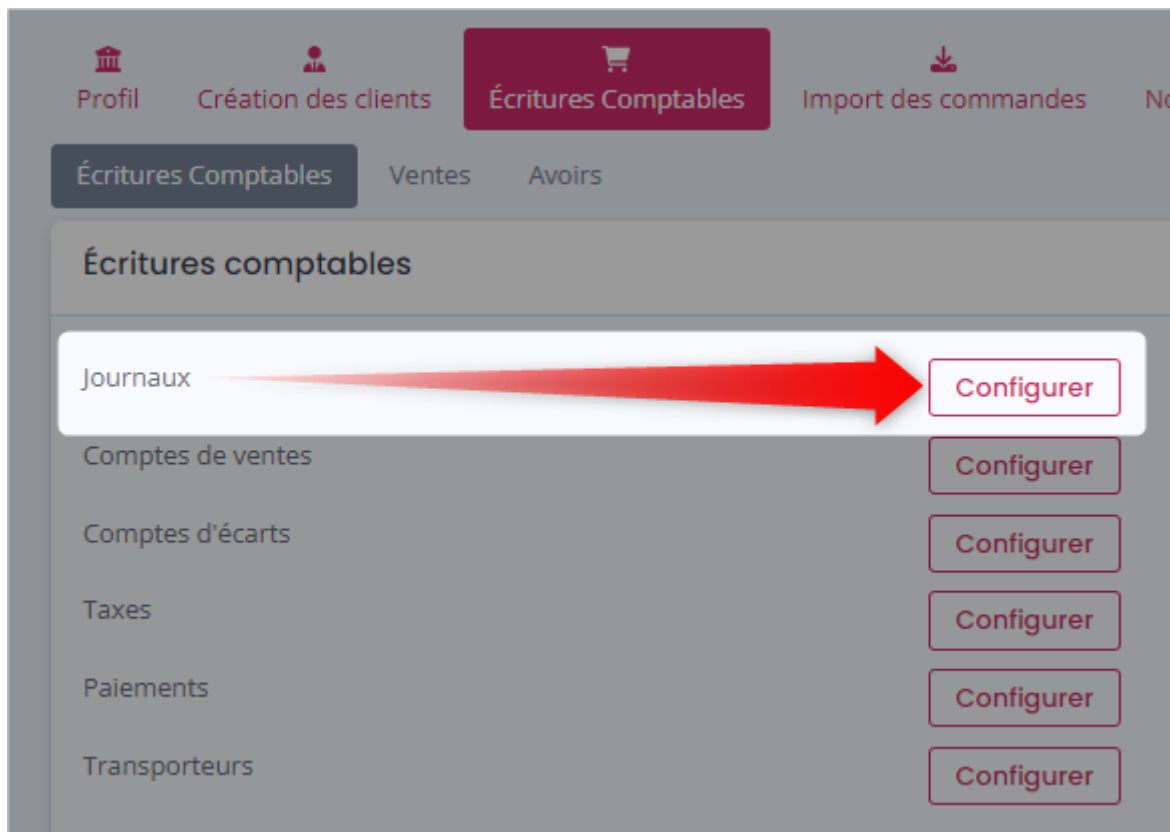 Profil Création des clients Écritures Comptables Import des commandes
Écritures Comptables Ventes Avoirs
Écritures comptables
Journaux Configurer
Comptes de ventes Configurer
Comptes d'écarts Configurer
Taxes Configurer
Paiements Configurer
Transporteurs Configurer